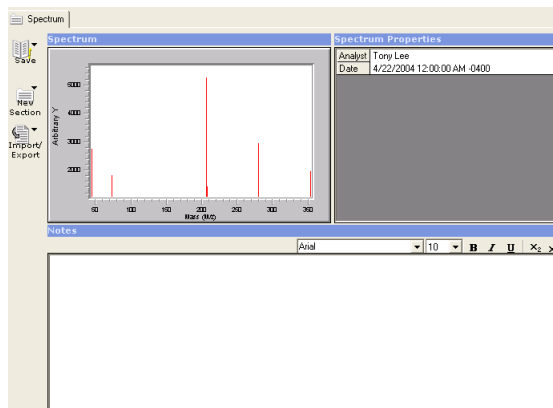 Spectrum
Save
New
Section
Import/
Export
Spectrum
Arbitrary Y
5000
4000
3000
2000
50
100
150
200
250
300
350
Mass (M/z)
Spectrum Properties
Analyst Tony Lee
Date 4/22/2004 12:00:00 AM -0400
Notes
Arial 10 B I U X₂